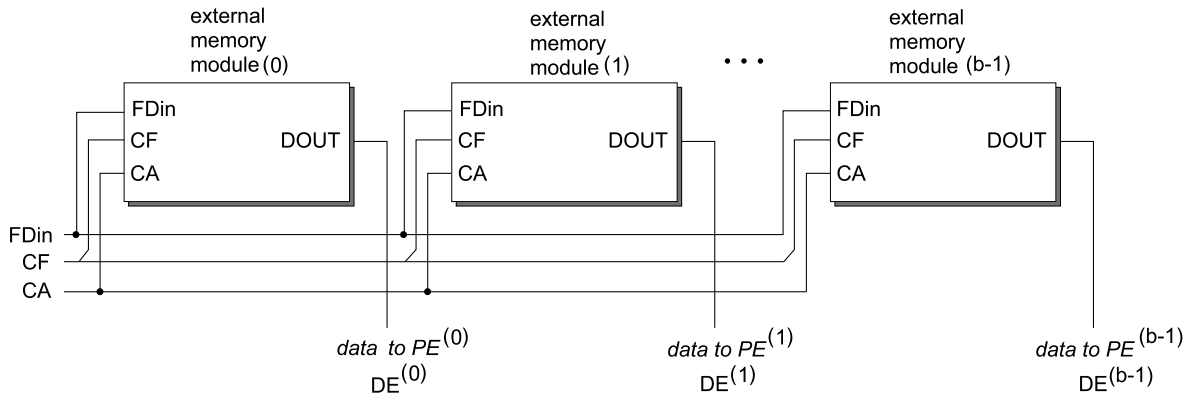 external
memory
module (0)
external
memory
module (1)
• • •
external
memory
module (b-1)
FDin
CF
CA
DOUT
FDin
CF
CA
DOUT
FDin
CF
CA
DOUT
FDin
CF
CA
data to PE(0)
DE(0)
data to PE(1)
DE(1)
data to PE(b-1)
DE(b-1)